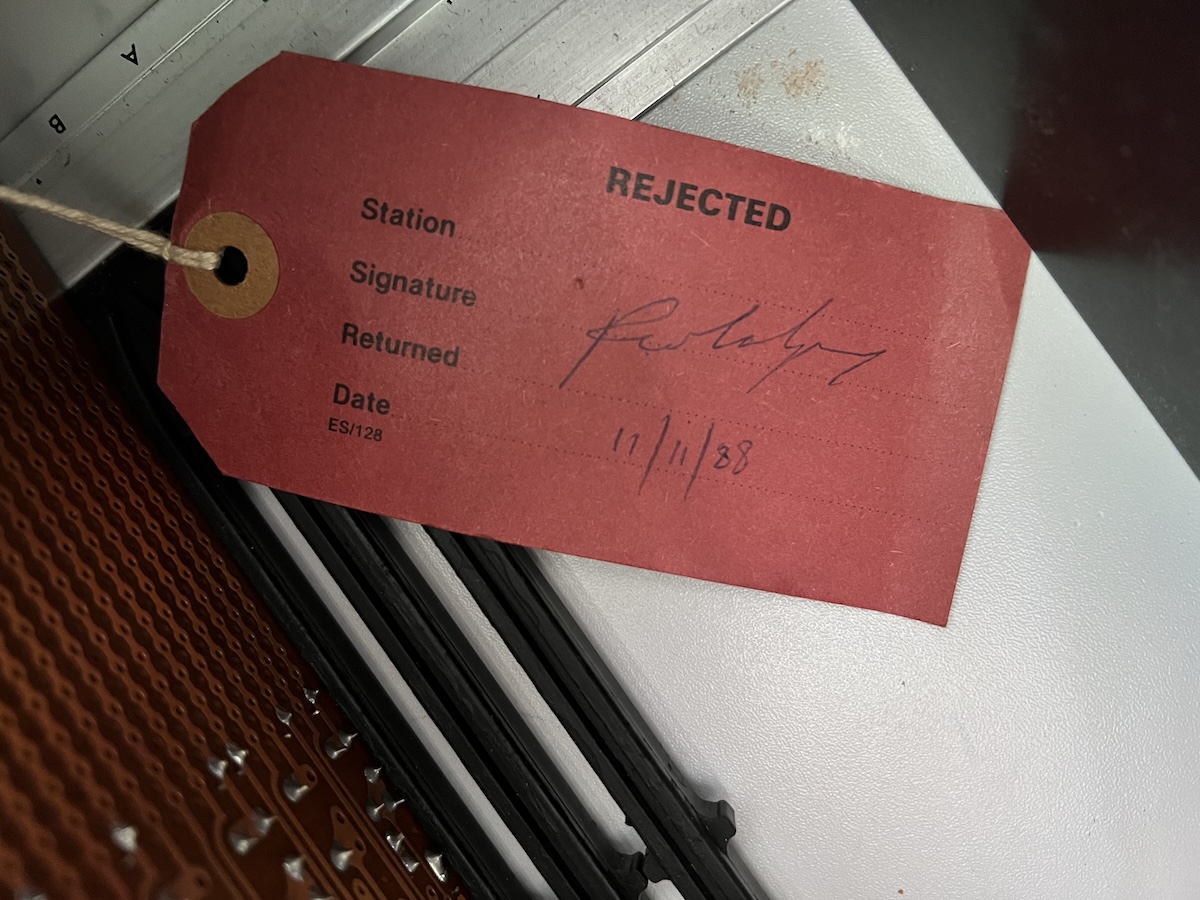 A
B
REJECTED
Station
Signature
Returned
Date 11/11/88
ES/128